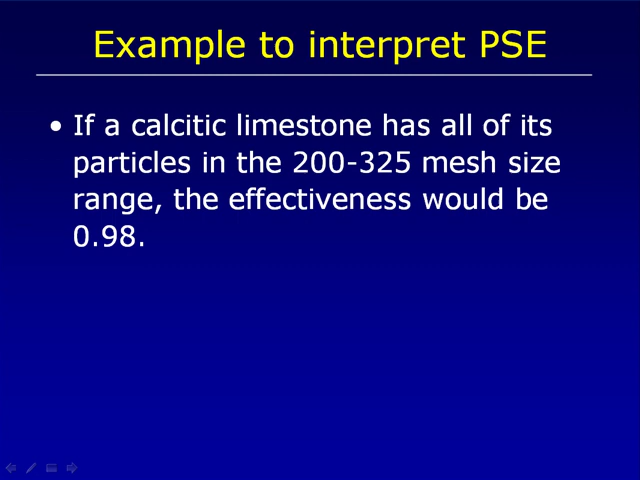 Example to interpret PSE
• If a calcitic limestone has all of its
particles in the 200-325 mesh size
range, the effectiveness would be
0.98.